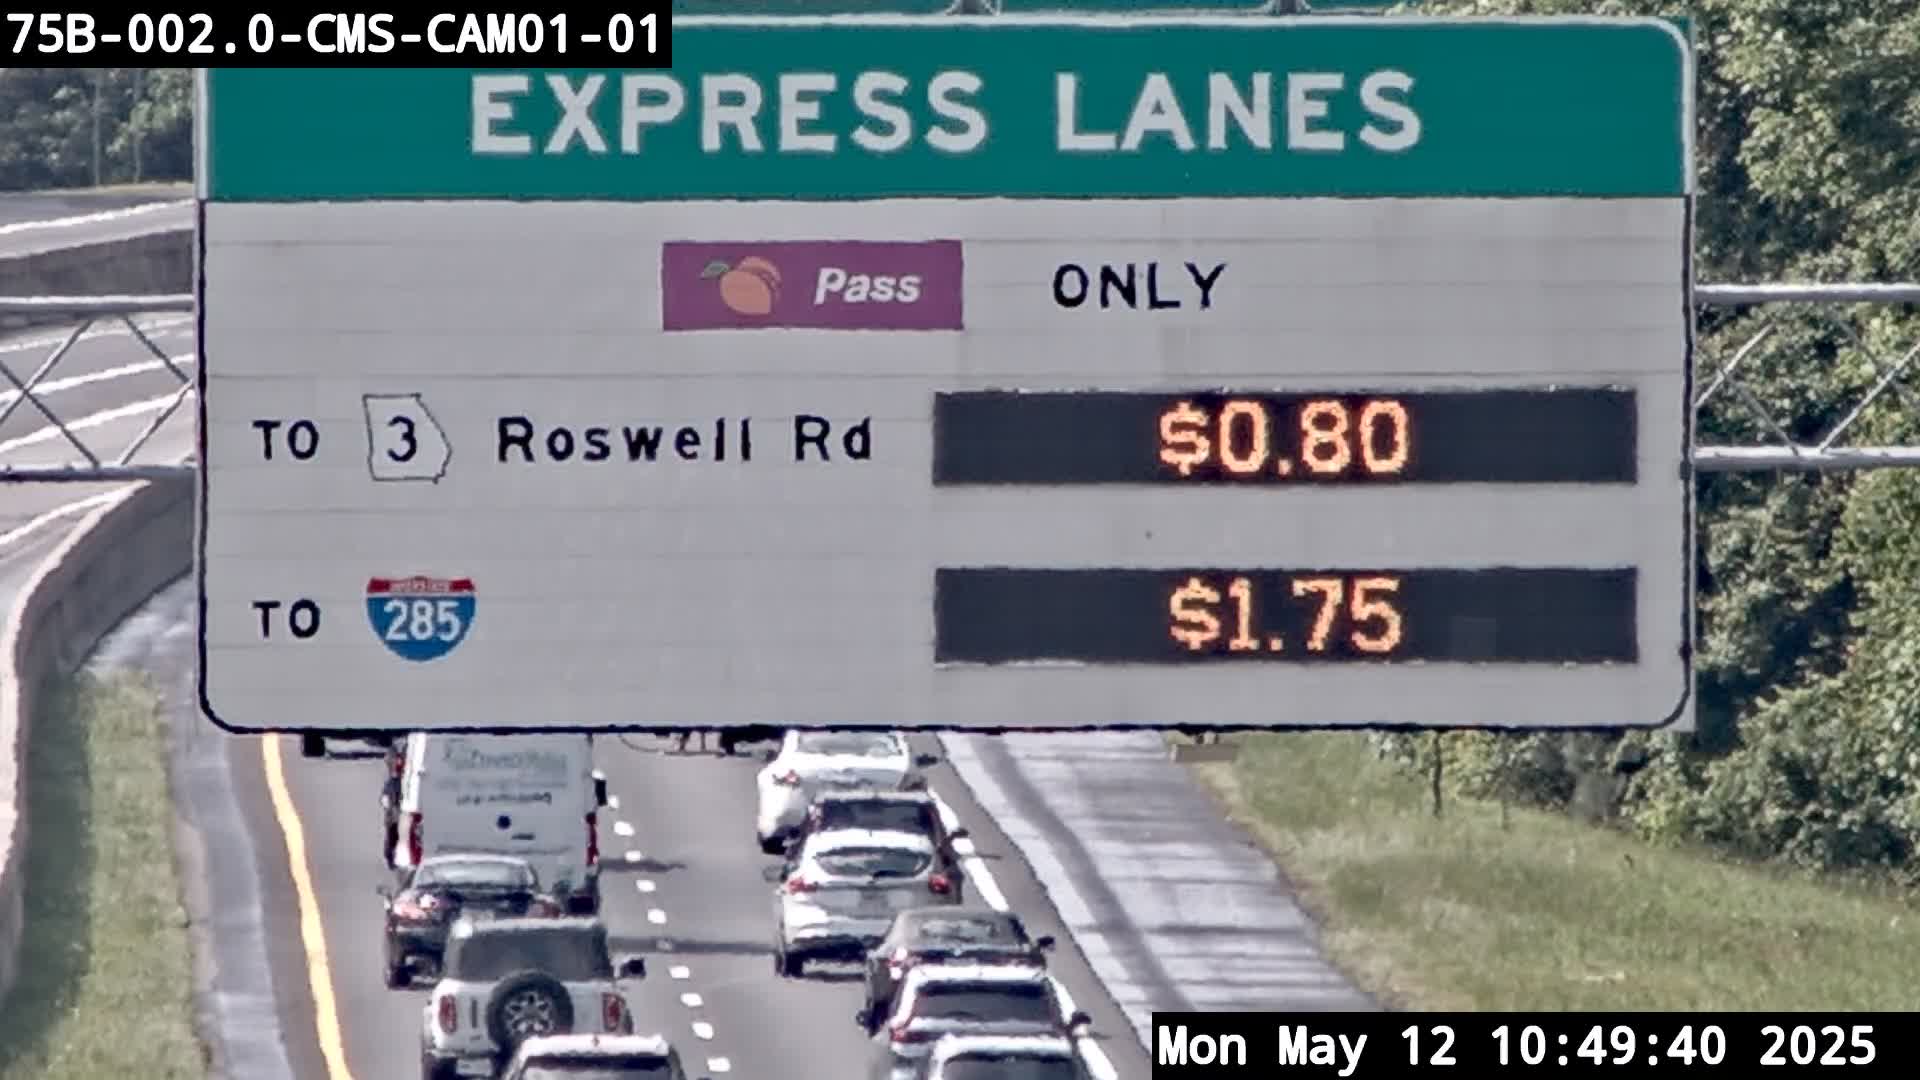 75B-002.0-CMS-CAM01-01
EXPRESS LANES
Pass ONLY
TO 3 Roswell Rd $0.80
INTERSTATE
TO 285 $1.75
Mon May 12 10:49:40 2025